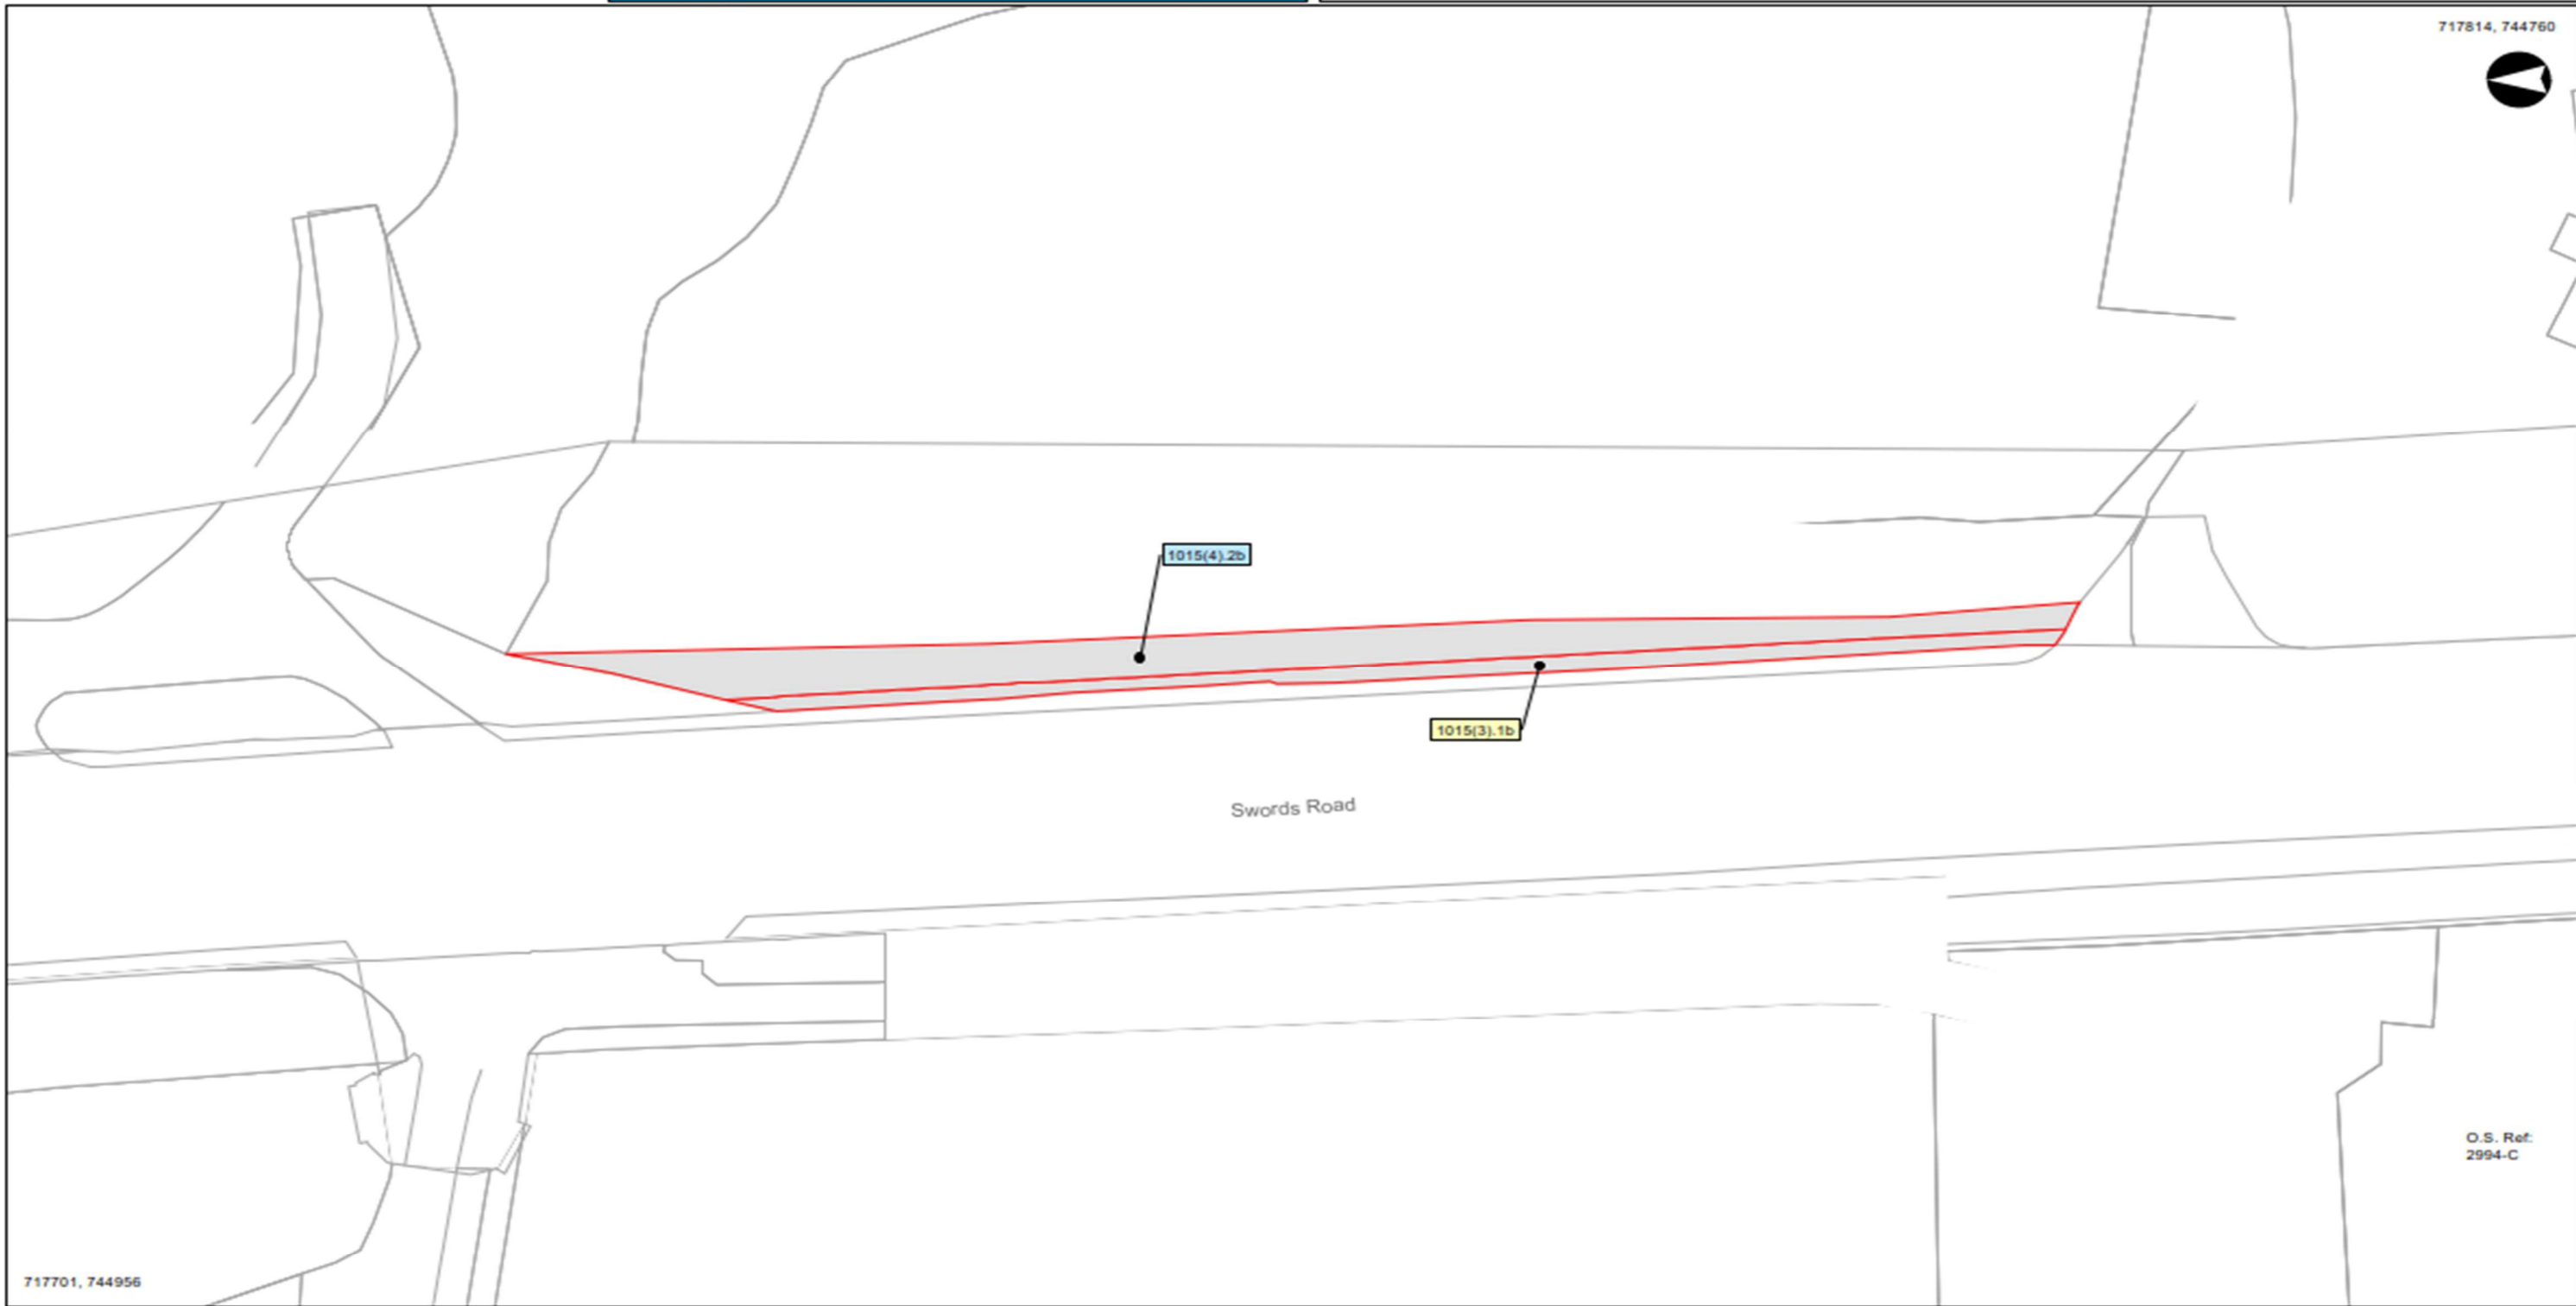 717814, 744760
1015(4).2b
1015(3).1b
Swords Road
O.S. Ref:
2994-C
717701, 744956